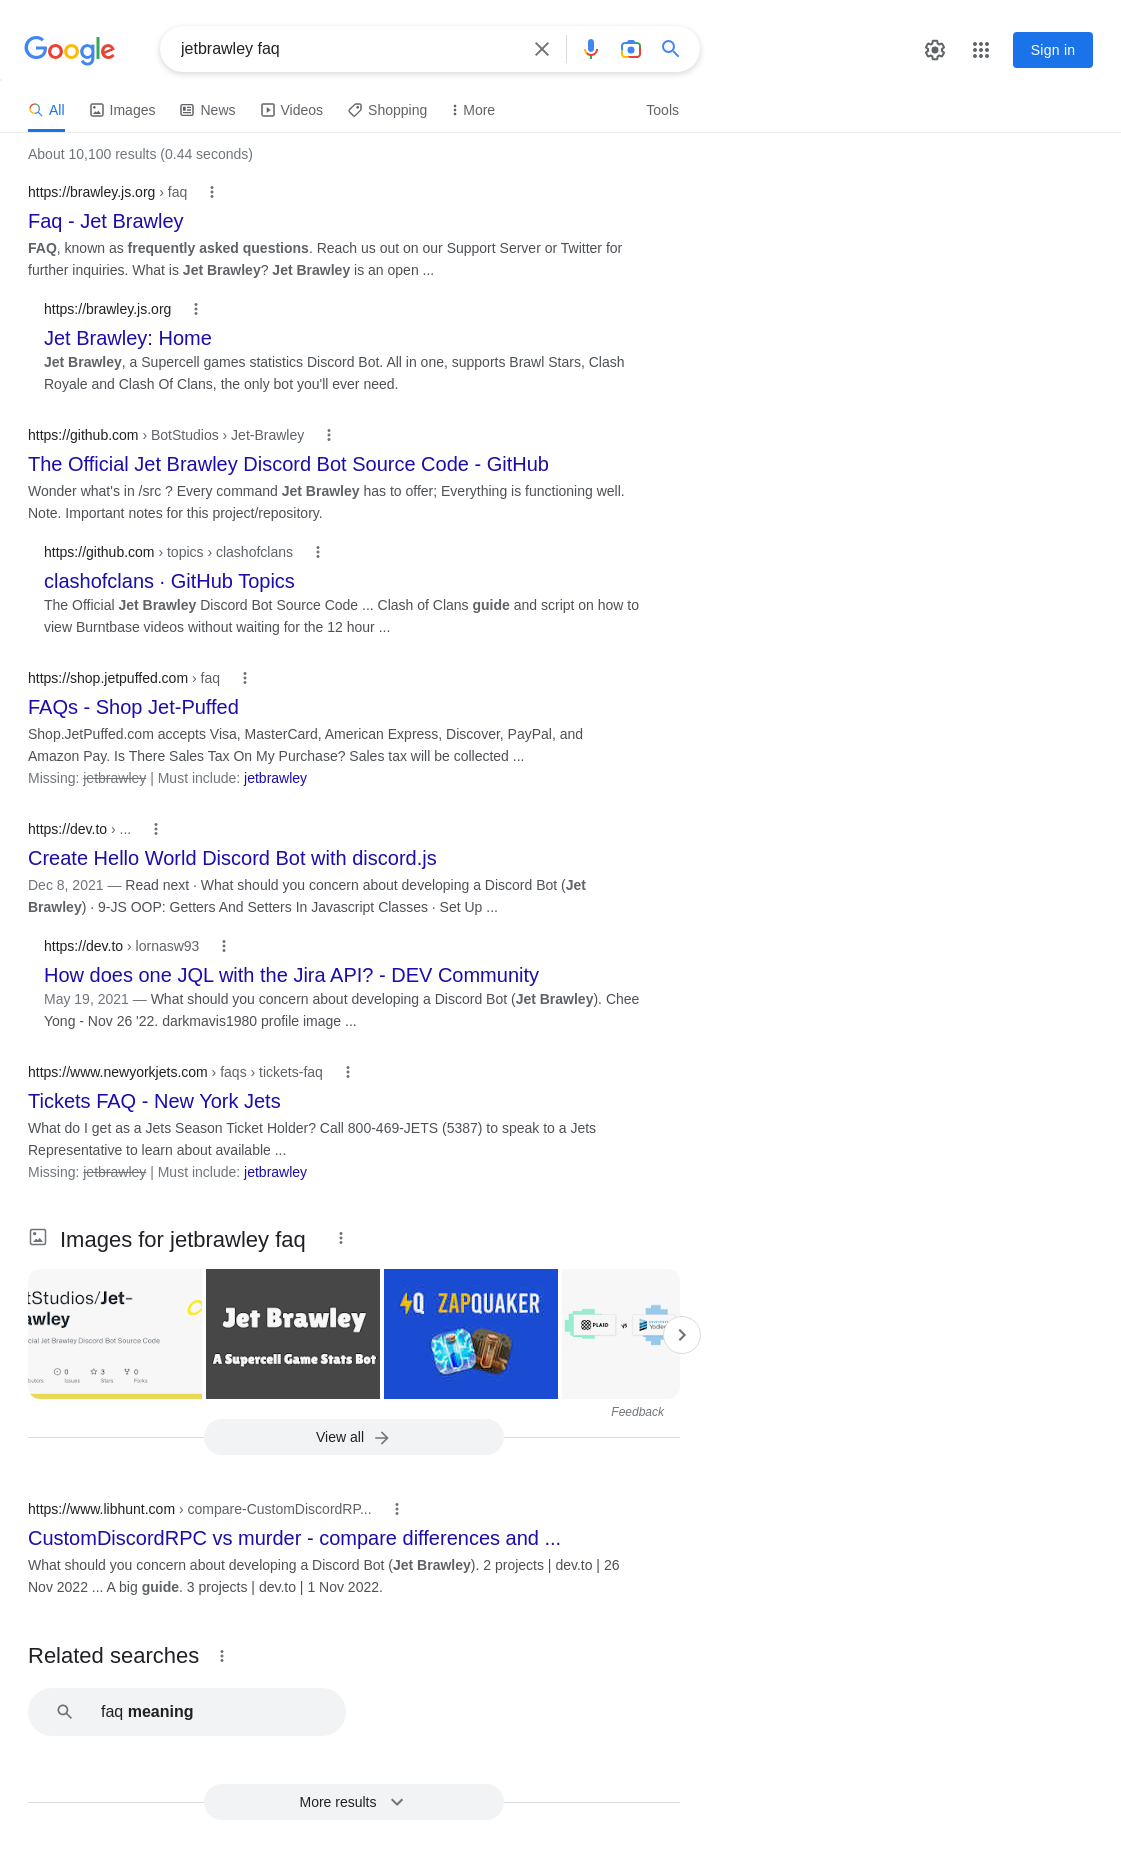 Google
jetbrawley faq
Sign in
All
Images
News
Videos
Shopping
More
Tools
About 10,100 results (0.44 seconds)
https://brawley.js.org › faq
Faq - Jet Brawley
FAQ, known as frequently asked questions. Reach us out on our Support Server or Twitter for
further inquiries. What is Jet Brawley? Jet Brawley is an open ...
https://brawley.js.org
Jet Brawley: Home
Jet Brawley, a Supercell games statistics Discord Bot. All in one, supports Brawl Stars, Clash
Royale and Clash Of Clans, the only bot you'll ever need.
https://github.com › BotStudios › Jet-Brawley
The Official Jet Brawley Discord Bot Source Code - GitHub
Wonder what's in /src ? Every command Jet Brawley has to offer; Everything is functioning well.
Note. Important notes for this project/repository.
https://github.com › topics › clashofclans
clashofclans · GitHub Topics
The Official Jet Brawley Discord Bot Source Code ... Clash of Clans guide and script on how to
view Burntbase videos without waiting for the 12 hour ...
https://shop.jetpuffed.com › faq
FAQs - Shop Jet-Puffed
Shop.JetPuffed.com accepts Visa, MasterCard, American Express, Discover, PayPal, and
Amazon Pay. Is There Sales Tax On My Purchase? Sales tax will be collected ...
Missing: jetbrawley | Must include: jetbrawley
https://dev.to › ...
Create Hello World Discord Bot with discord.js
Dec 8, 2021 — Read next · What should you concern about developing a Discord Bot (Jet
Brawley) · 9-JS OOP: Getters And Setters In Javascript Classes · Set Up ...
https://dev.to › lornasw93
How does one JQL with the Jira API? - DEV Community
May 19, 2021 — What should you concern about developing a Discord Bot (Jet Brawley). Chee
Yong - Nov 26 '22. darkmavis1980 profile image ...
https://www.newyorkjets.com › faqs › tickets-faq
Tickets FAQ - New York Jets
What do I get as a Jets Season Ticket Holder? Call 800-469-JETS (5387) to speak to a Jets
Representative to learn about available ...
Missing: jetbrawley | Must include: jetbrawley
Images for jetbrawley faq
tStudios/Jet-
awley
cial Jet Brawley Discord Bot Source Code
0 3 0
butors Issues Stars Forks
Jet Brawley
A Supercell Game Stats Bot
Q ZAPQUAKER
PLAID vs Yodlee
Feedback
View all
https://www.libhunt.com › compare-CustomDiscordRP...
CustomDiscordRPC vs murder - compare differences and ...
What should you concern about developing a Discord Bot (Jet Brawley). 2 projects | dev.to | 26
Nov 2022 ... A big guide. 3 projects | dev.to | 1 Nov 2022.
Related searches
faq meaning
More results